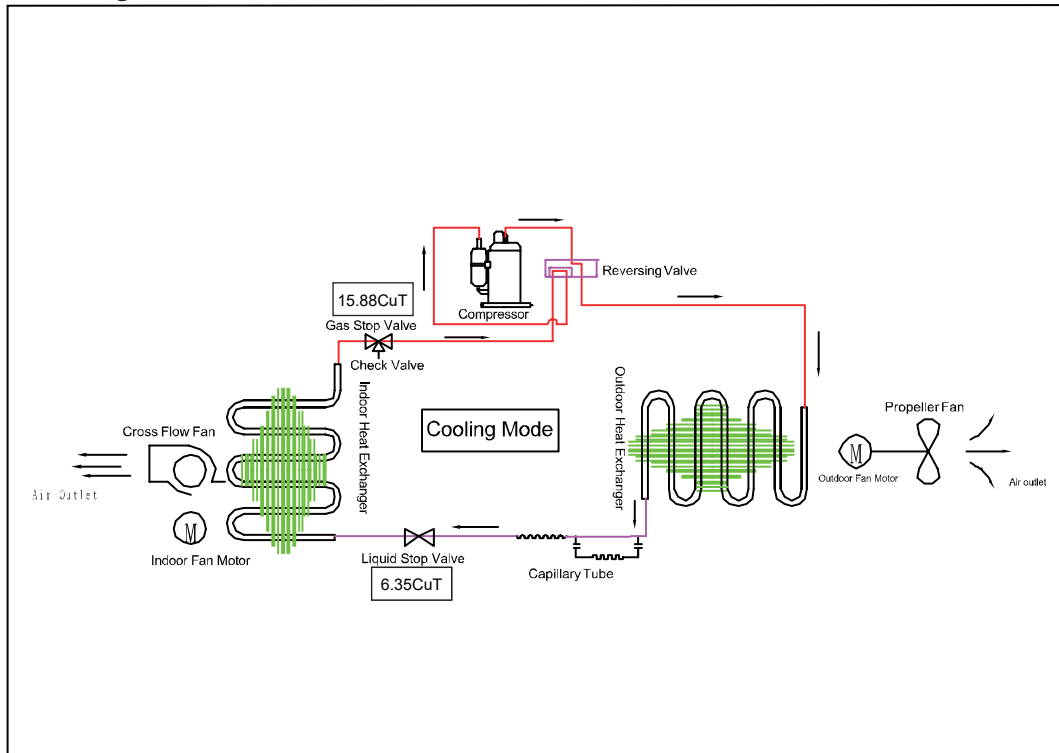 Reversing Valve
15.88CuT
Compressor
Gas Stop Valve
Check Valve
Indoor Heat Exchanger
Outdoor Heat Exchanger
Cooling Mode
Cross Flow Fan
Air Outlet
M
Indoor Fan Motor
Propeller Fan
M
Outdoor Fan Motor
Air outlet
Liquid Stop Valve
6.35CuT
Capillary Tube